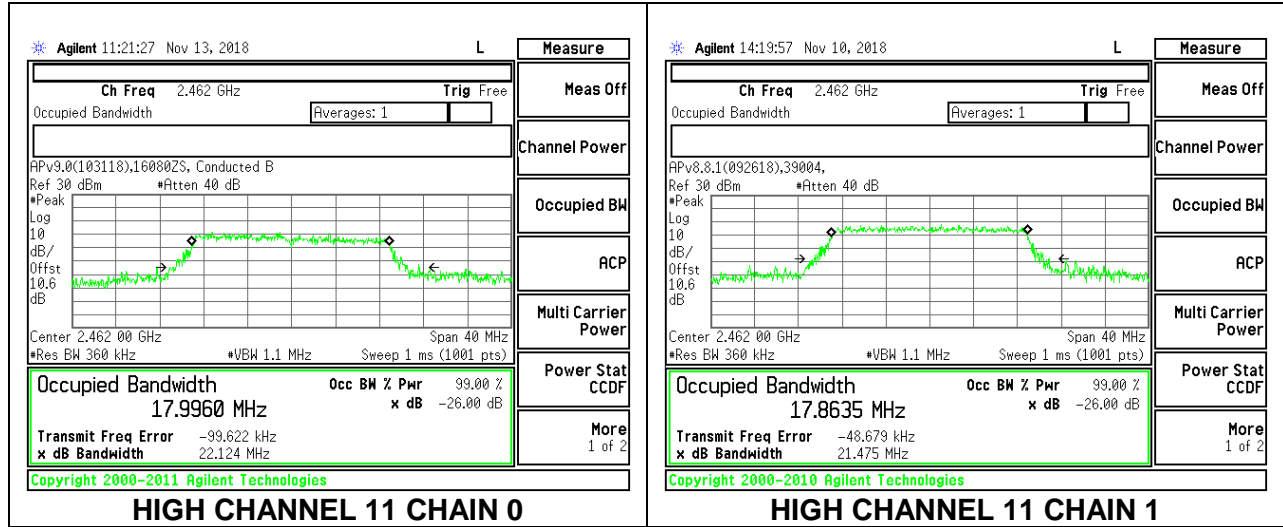 Agilent 11:21:27 Nov 13, 2018 L
Measure
Ch Freq 2.462 GHz Trig Free
Meas Off
Occupied Bandwidth Averages: 1
Channel Power
APv9.0(103118),16080ZS, Conducted B
Ref 30 dBm #Atten 40 dB
#Peak
Log
10
dB/
Offst
10.6
dB
Occupied BW
ACP
Multi Carrier
Power
Center 2.462 00 GHz Span 40 MHz
#Res BW 360 kHz #VBW 1.1 MHz Sweep 1 ms (1001 pts)
Power Stat
CCDF
Occupied Bandwidth Occ BW % Pwr 99.00 %
17.9960 MHz x dB -26.00 dB
Transmit Freq Error -99.622 kHz
x dB Bandwidth 22.124 MHz
More
1 of 2
Copyright 2000-2011 Agilent Technologies
HIGH CHANNEL 11 CHAIN 0
Agilent 14:19:57 Nov 10, 2018 L
Measure
Ch Freq 2.462 GHz Trig Free
Meas Off
Occupied Bandwidth Averages: 1
Channel Power
APv8.8.1(092618),39004,
Ref 30 dBm #Atten 40 dB
#Peak
Log
10
dB/
Offst
10.6
dB
Occupied BW
ACP
Multi Carrier
Power
Center 2.462 00 GHz Span 40 MHz
#Res BW 360 kHz #VBW 1.1 MHz Sweep 1 ms (1001 pts)
Power Stat
CCDF
Occupied Bandwidth Occ BW % Pwr 99.00 %
17.8635 MHz x dB -26.00 dB
Transmit Freq Error -48.679 kHz
x dB Bandwidth 21.475 MHz
More
1 of 2
Copyright 2000-2010 Agilent Technologies
HIGH CHANNEL 11 CHAIN 1